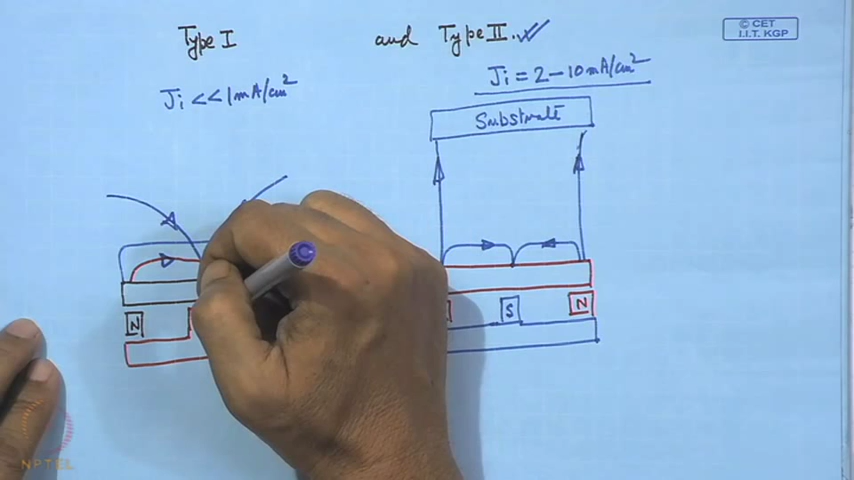 Type I and Type II.
Ji << 1mA/cm²
Ji = 2 – 10mA/cm²
Substrate
N S N
© CET
I.I.T. KGP
NPTEL